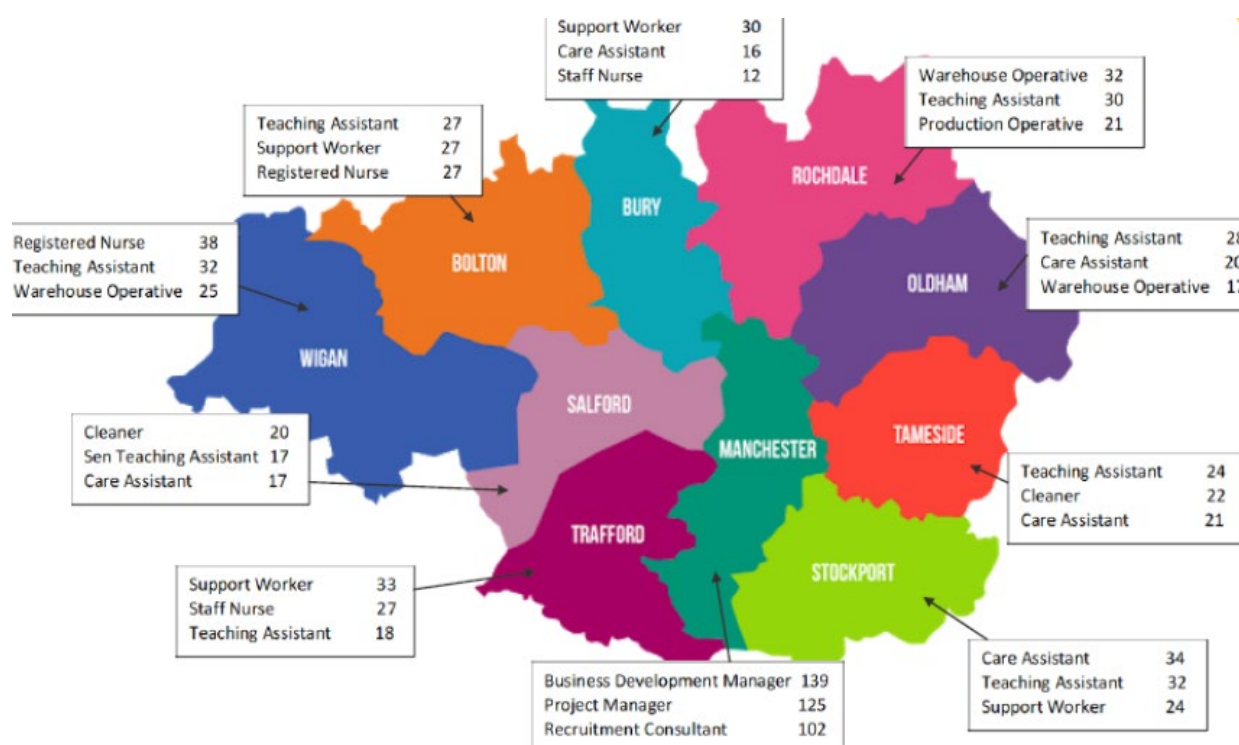 Support Worker 30
Care Assistant 16
Staff Nurse 12
Warehouse Operative 32
Teaching Assistant 30
Production Operative 21
Teaching Assistant 27
Support Worker 27
Registered Nurse 27
ROCHDALE
BURY
Registered Nurse 38
Teaching Assistant 32
Warehouse Operative 25
BOLTON
Teaching Assistant 28
Care Assistant 20
Warehouse Operative 17
OLDHAM
WIGAN
SALFORD
Cleaner 20
Sen Teaching Assistant 17
Care Assistant 17
MANCHESTER
TAMESIDE
Teaching Assistant 24
Cleaner 22
Care Assistant 21
TRAFFORD
STOCKPORT
Support Worker 33
Staff Nurse 27
Teaching Assistant 18
Care Assistant 34
Teaching Assistant 32
Support Worker 24
Business Development Manager 139
Project Manager 125
Recruitment Consultant 102